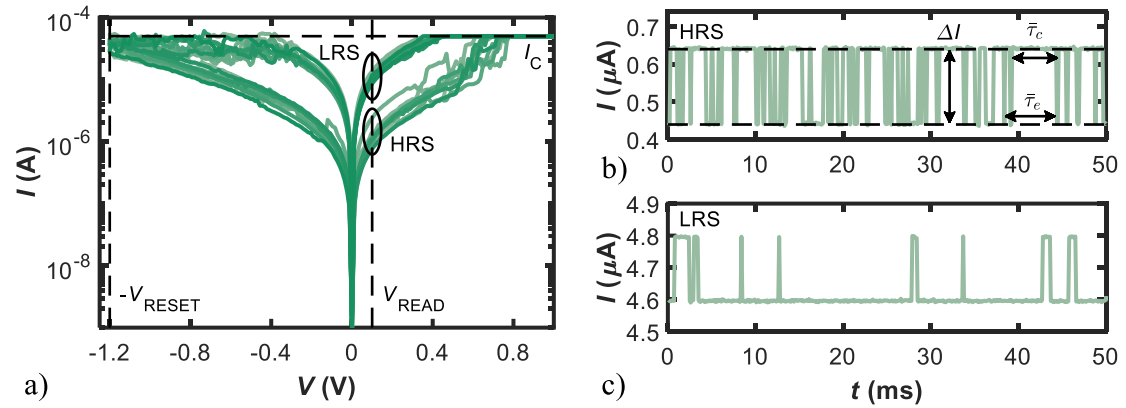 10⁻⁴
10⁻⁶
10⁻⁸
I (A)
LRS
I_C
HRS
-V_RESET
V_READ
-1.2 -0.8 -0.4 0 0.4 0.8
V (V)
a)
0.7
0.6
0.5
0.4
I (μA)
HRS
ΔI
τ̄_c
τ̄_e
0 10 20 30 40 50
b)
4.9
4.8
4.7
4.6
4.5
I (μA)
LRS
0 10 20 30 40 50
t (ms)
c)